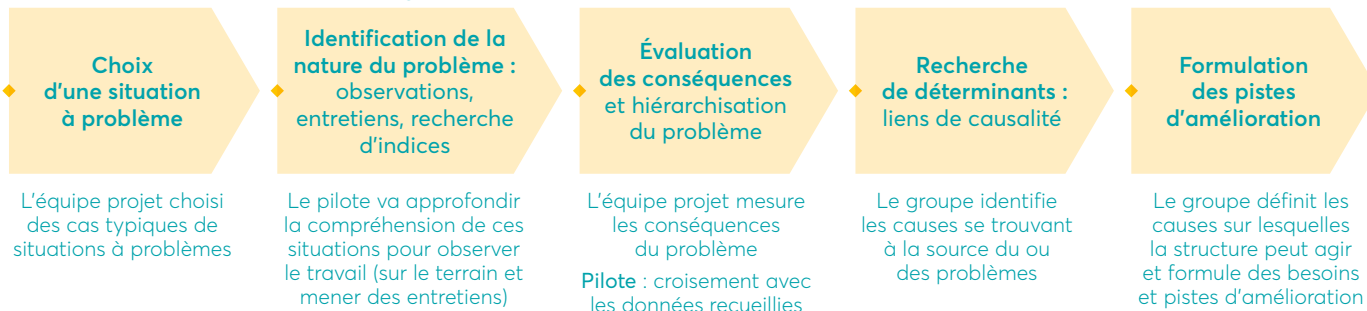 Choix
d'une situation
à problème
Identification de la
nature du problème :
observations,
entretiens, recherche
d'indices
Évaluation
des conséquences
et hiérarchisation
du problème
Recherche
de déterminants :
liens de causalité
Formulation
des pistes
d'amélioration
L'équipe projet choisi
des cas typiques de
situations à problèmes
Le pilote va approfondir
la compréhension de ces
situations pour observer
le travail (sur le terrain et
mener des entretiens)
L'équipe projet mesure
les conséquences
du problème
Pilote : croisement avec
les données recueillies
Le groupe identifie
les causes se trouvant
à la source du ou
des problèmes
Le groupe définit les
causes sur lesquelles
la structure peut agir
et formule des besoins
et pistes d'amélioration